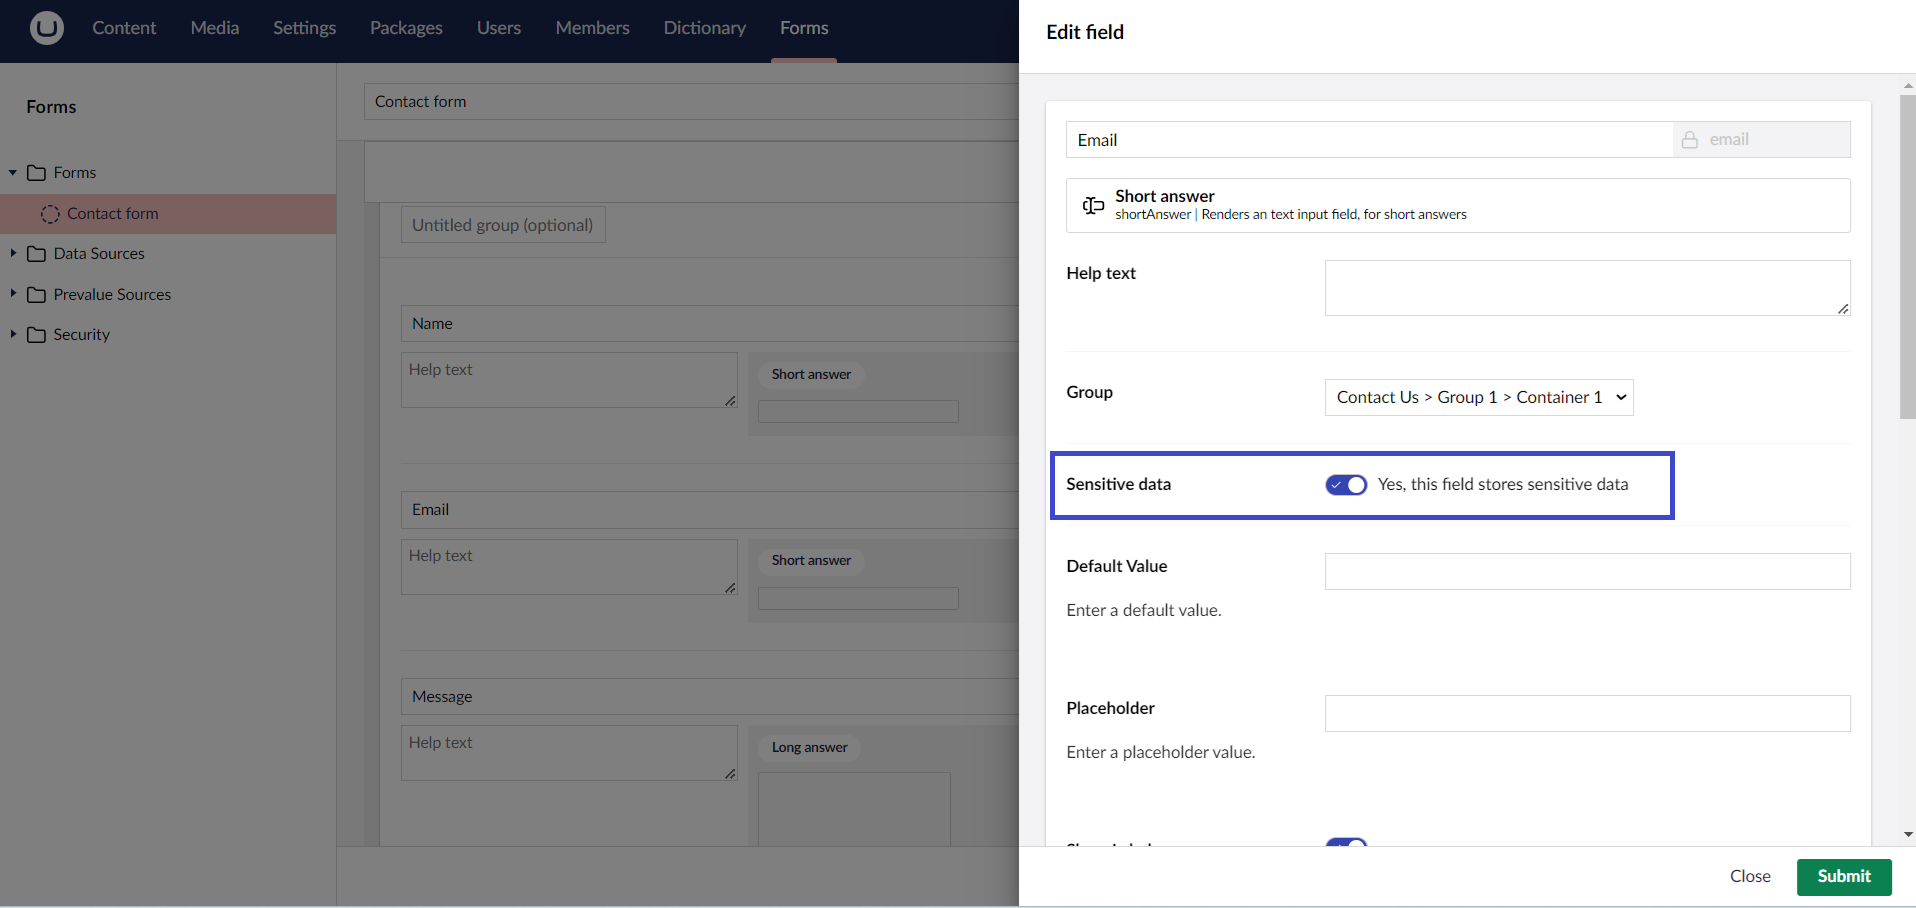 Content Media Settings Packages Users Members Dictionary Forms
Forms
Forms
Contact form
Data Sources
Prevalue Sources
Security
Contact form
Untitled group (optional)
Name
Help text
Short answer
Email
Help text
Short answer
Message
Help text
Long answer
Edit field
Email
email
Short answer
shortAnswer | Renders an text input field, for short answers
Help text
Group
Contact Us > Group 1 > Container 1
Sensitive data
Yes, this field stores sensitive data
Default Value
Enter a default value.
Placeholder
Enter a placeholder value.
Close
Submit